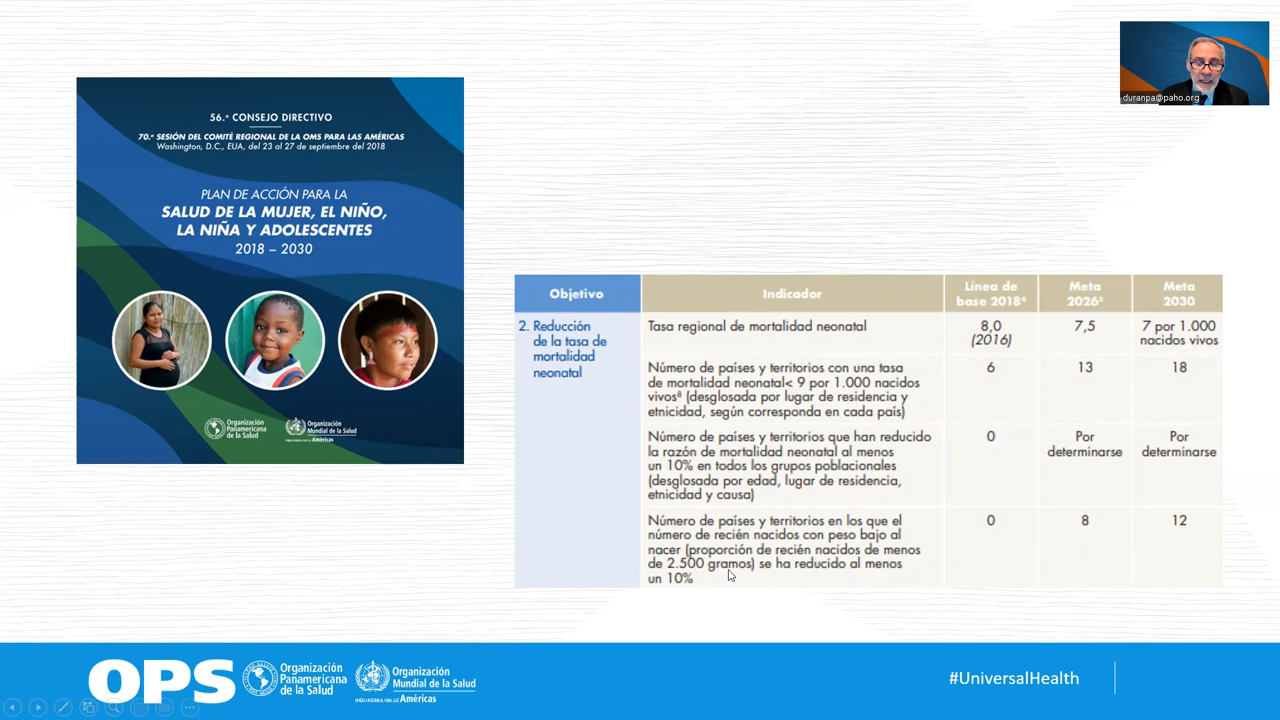 duranpa@paho.org
56.º CONSEJO DIRECTIVO
70.ª SESIÓN DEL COMITÉ REGIONAL DE LA OMS PARA LAS AMÉRICAS
Washington, D.C., EUA, del 23 al 27 de septiembre del 2018
PLAN DE ACCIÓN PARA LA
SALUD DE LA MUJER, EL NIÑO,
LA NIÑA Y ADOLESCENTES
2018 – 2030
Organización
Panamericana
de la Salud
Organización
Mundial de la Salud
Américas
Objetivo
Indicador
Línea de
base 2018⁴
Meta
2026⁵
Meta
2030
2. Reducción
de la tasa de
mortalidad
neonatal
Tasa regional de mortalidad neonatal
8,0
(2016)
7,5
7 por 1.000
nacidos vivos
Número de países y territorios con una tasa
de mortalidad neonatal< 9 por 1.000 nacidos
vivos⁸ (desglosada por lugar de residencia y
etnicidad, según corresponda en cada país)
6
13
18
Número de países y territorios que han reducido
la razón de mortalidad neonatal al menos
un 10% en todos los grupos poblacionales
(desglosada por edad, lugar de residencia,
etnicidad y causa)
0
Por
determinarse
Por
determinarse
Número de países y territorios en los que el
número de recién nacidos con peso bajo al
nacer (proporción de recién nacidos de menos
de 2.500 gramos) se ha reducido al menos
un 10%
0
8
12
OPS
Organización
Panamericana
de la Salud
Organización
Mundial de la Salud
Américas
#UniversalHealth